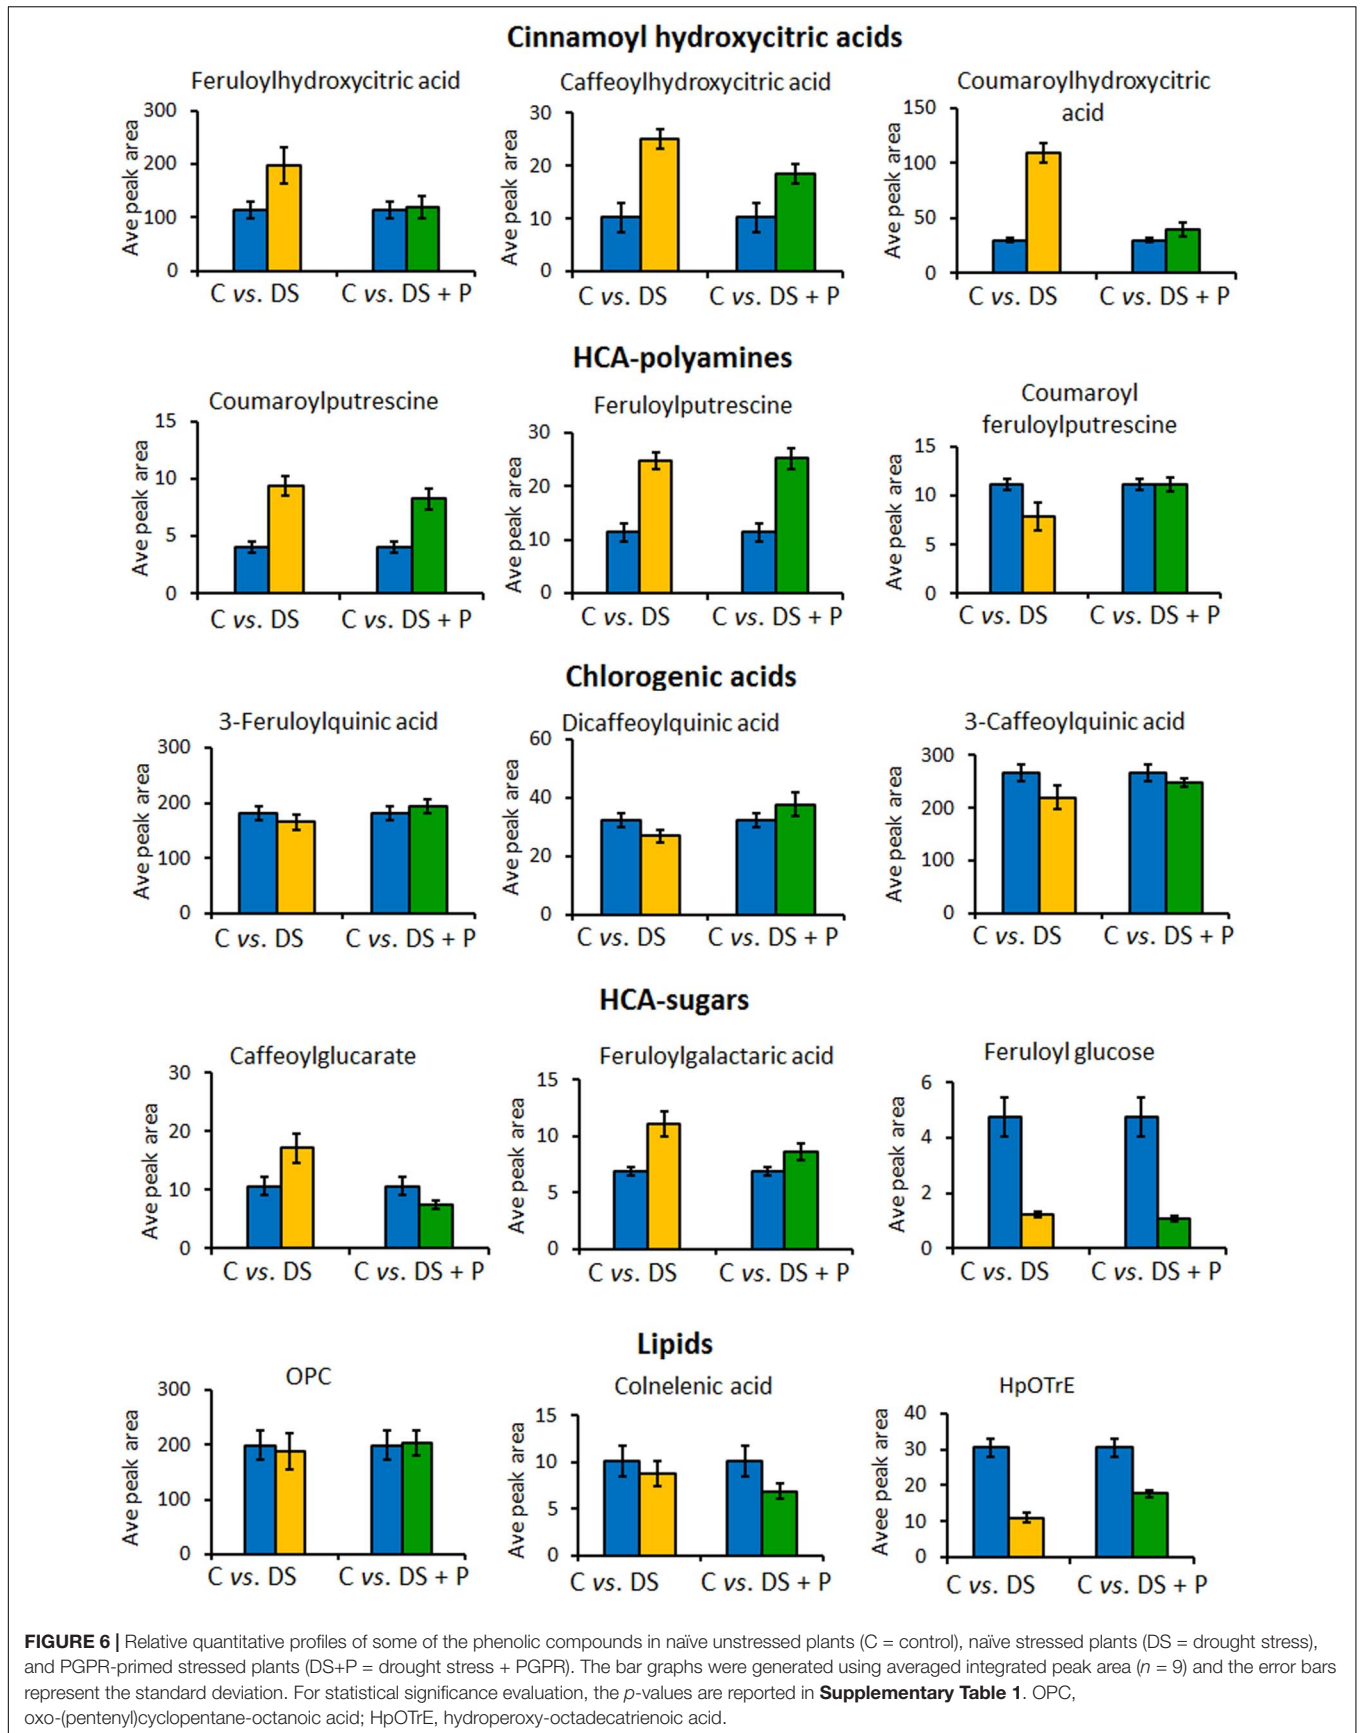 Cinnamoyl hydroxycitric acids
Feruloylhydroxycitric acid
Ave peak area
300
200
100
0
C vs. DS
C vs. DS + P
Caffeoylhydroxycitric acid
Ave peak area
30
20
10
0
C vs. DS
C vs. DS + P
Coumaroylhydroxycitric
acid
Ave peak area
150
100
50
0
C vs. DS
C vs. DS + P
HCA-polyamines
Coumaroylputrescine
Ave peak area
15
10
5
0
C vs. DS
C vs. DS + P
Feruloylputrescine
Ave peak area
30
20
10
0
C vs. DS
C vs. DS + P
Coumaroyl
feruloylputrescine
Ave peak area
15
10
5
0
C vs. DS
C vs. DS + P
Chlorogenic acids
3-Feruloylquinic acid
Ave peak area
300
200
100
0
C vs. DS
C vs. DS + P
Dicaffeoylquinic acid
Ave peak area
60
40
20
0
C vs. DS
C vs. DS + P
3-Caffeoylquinic acid
Ave peak area
300
200
100
0
C vs. DS
C vs. DS + P
HCA-sugars
Caffeoylglucarate
Ave peak area
30
20
10
0
C vs. DS
C vs. DS + P
Feruloylgalactaric acid
Ave peak area
15
10
5
0
C vs. DS
C vs. DS + P
Feruloyl glucose
Ave peak area
6
4
2
0
C vs. DS
C vs. DS + P
Lipids
OPC
Ave peak area
300
200
100
0
C vs. DS
C vs. DS + P
Colnelenic acid
Ave peak area
15
10
5
0
C vs. DS
C vs. DS + P
HpOTrE
Avee peak area
40
30
20
10
0
C vs. DS
C vs. DS + P
FIGURE 6 | Relative quantitative profiles of some of the phenolic compounds in naïve unstressed plants (C = control), naïve stressed plants (DS = drought stress),
and PGPR-primed stressed plants (DS+P = drought stress + PGPR). The bar graphs were generated using averaged integrated peak area (n = 9) and the error bars
represent the standard deviation. For statistical significance evaluation, the p-values are reported in Supplementary Table 1. OPC,
oxo-(pentenyl)cyclopentane-octanoic acid; HpOTrE, hydroperoxy-octadecatrienoic acid.